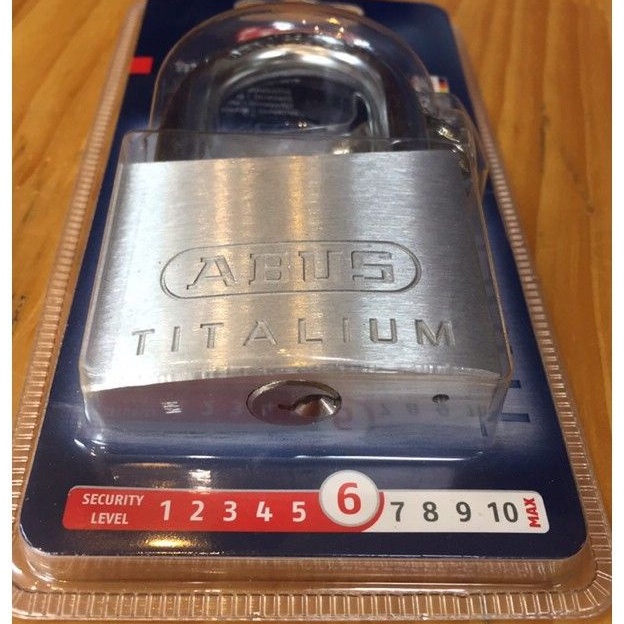 ABUS
TITALIUM
SECURITY LEVEL 1 2 3 4 5 6 7 8 9 10 MAX